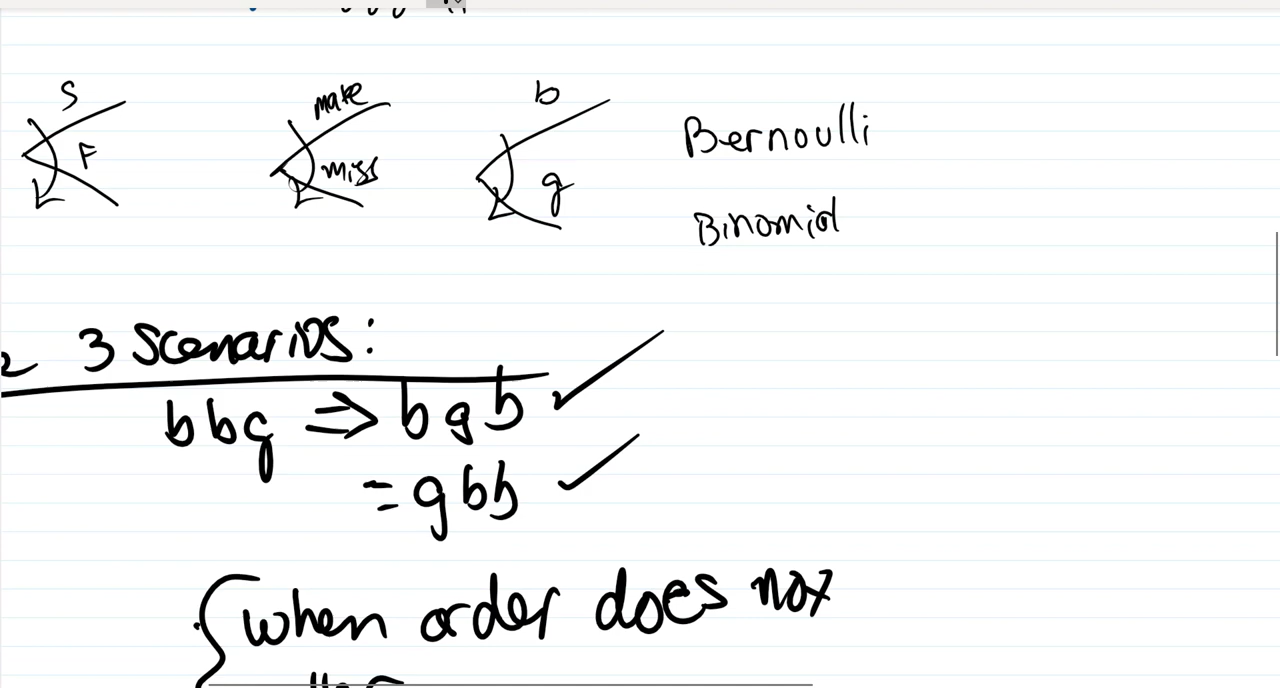 S
F
make
miss
b
g
Bernoulli
Binomial
3 Scenarios:
bbg ⇒ bgb ✓
= gbb ✓
when order does not